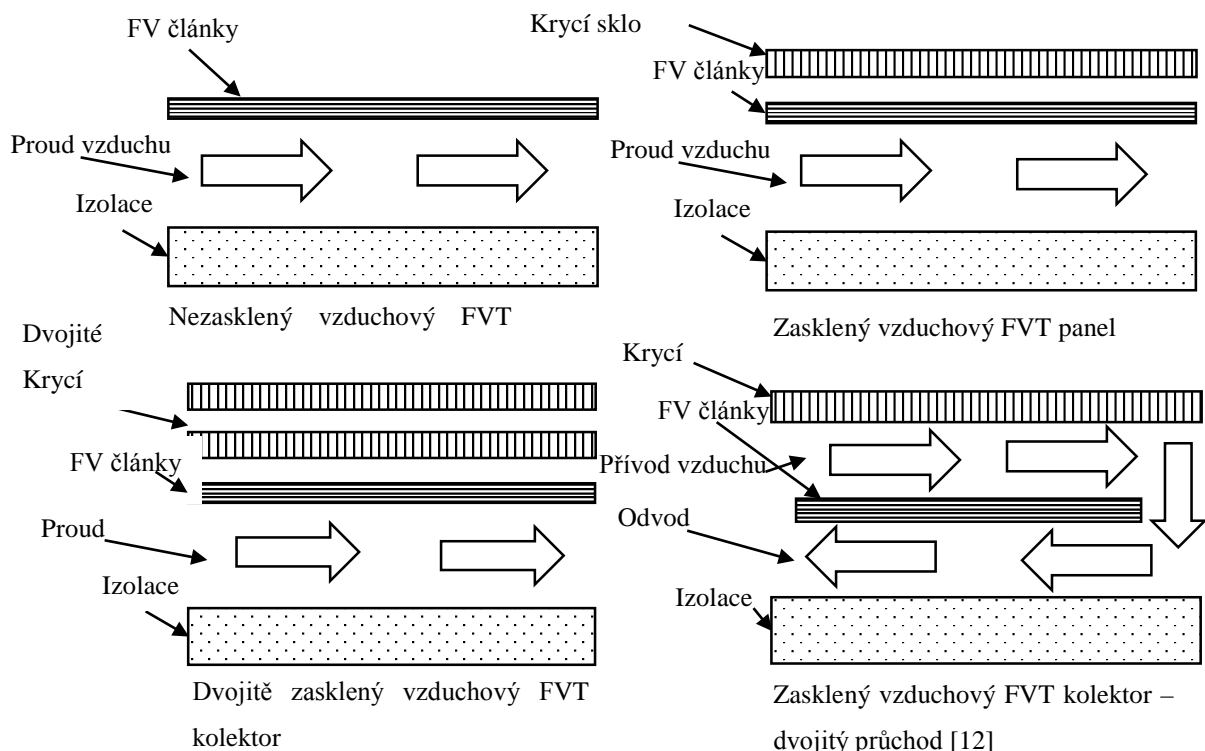 FV články
Proud vzduchu
Izolace
Nezasklený vzduchový FVT
Krycí sklo
FV články
Proud vzduchu
Izolace
Zasklený vzduchový FVT panel
Dvojité
Krycí
FV články
Proud
Izolace
Dvojitě zasklený vzduchový FVT
kolektor
Krycí
FV články
Přívod vzduchu
Odvod
Izolace
Zasklený vzduchový FVT kolektor –
dvojitý průchod [12]